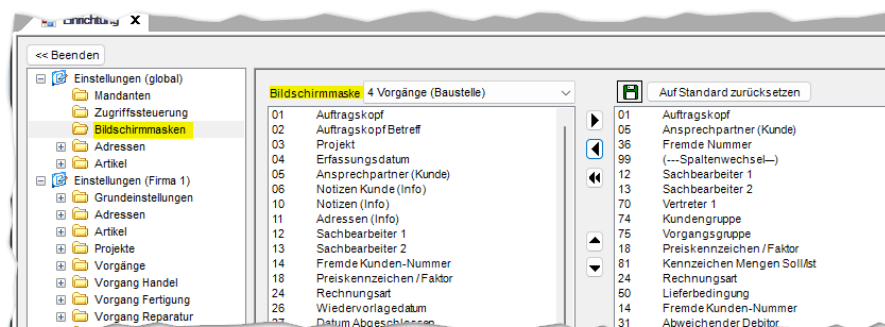 Einrichtung X
<< Beenden
Einstellungen (global)
Mandanten
Zugriffssteuerung
Bildschirmmasken
Adressen
Artikel
Einstellungen (Firma 1)
Grundeinstellungen
Adressen
Artikel
Projekte
Vorgänge
Vorgang Handel
Vorgang Fertigung
Vorgang Reparatur
Bildschirmmaske 4 Vorgänge (Baustelle)
01 Auftragskopf
02 Auftragskopf Betreff
03 Projekt
04 Erfassungsdatum
05 Ansprechpartner (Kunde)
06 Notizen Kunde (Info)
10 Notizen (Info)
11 Adressen (Info)
12 Sachbearbeiter 1
13 Sachbearbeiter 2
14 Fremde Kunden-Nummer
18 Preiskennzeichen / Faktor
24 Rechnungsart
26 Wiedervorlagedatum
27 Datum Abgeschlossen
Auf Standard zurücksetzen
01 Auftragskopf
05 Ansprechpartner (Kunde)
36 Fremde Nummer
99 (---Spaltenwechsel---)
12 Sachbearbeiter 1
13 Sachbearbeiter 2
70 Vertreter 1
74 Kundengruppe
75 Vorgangsgruppe
18 Preiskennzeichen / Faktor
81 Kennzeichen Mengen Soll/Ist
24 Rechnungsart
50 Lieferbedingung
14 Fremde Kunden-Nummer
31 Abweichender Debitor